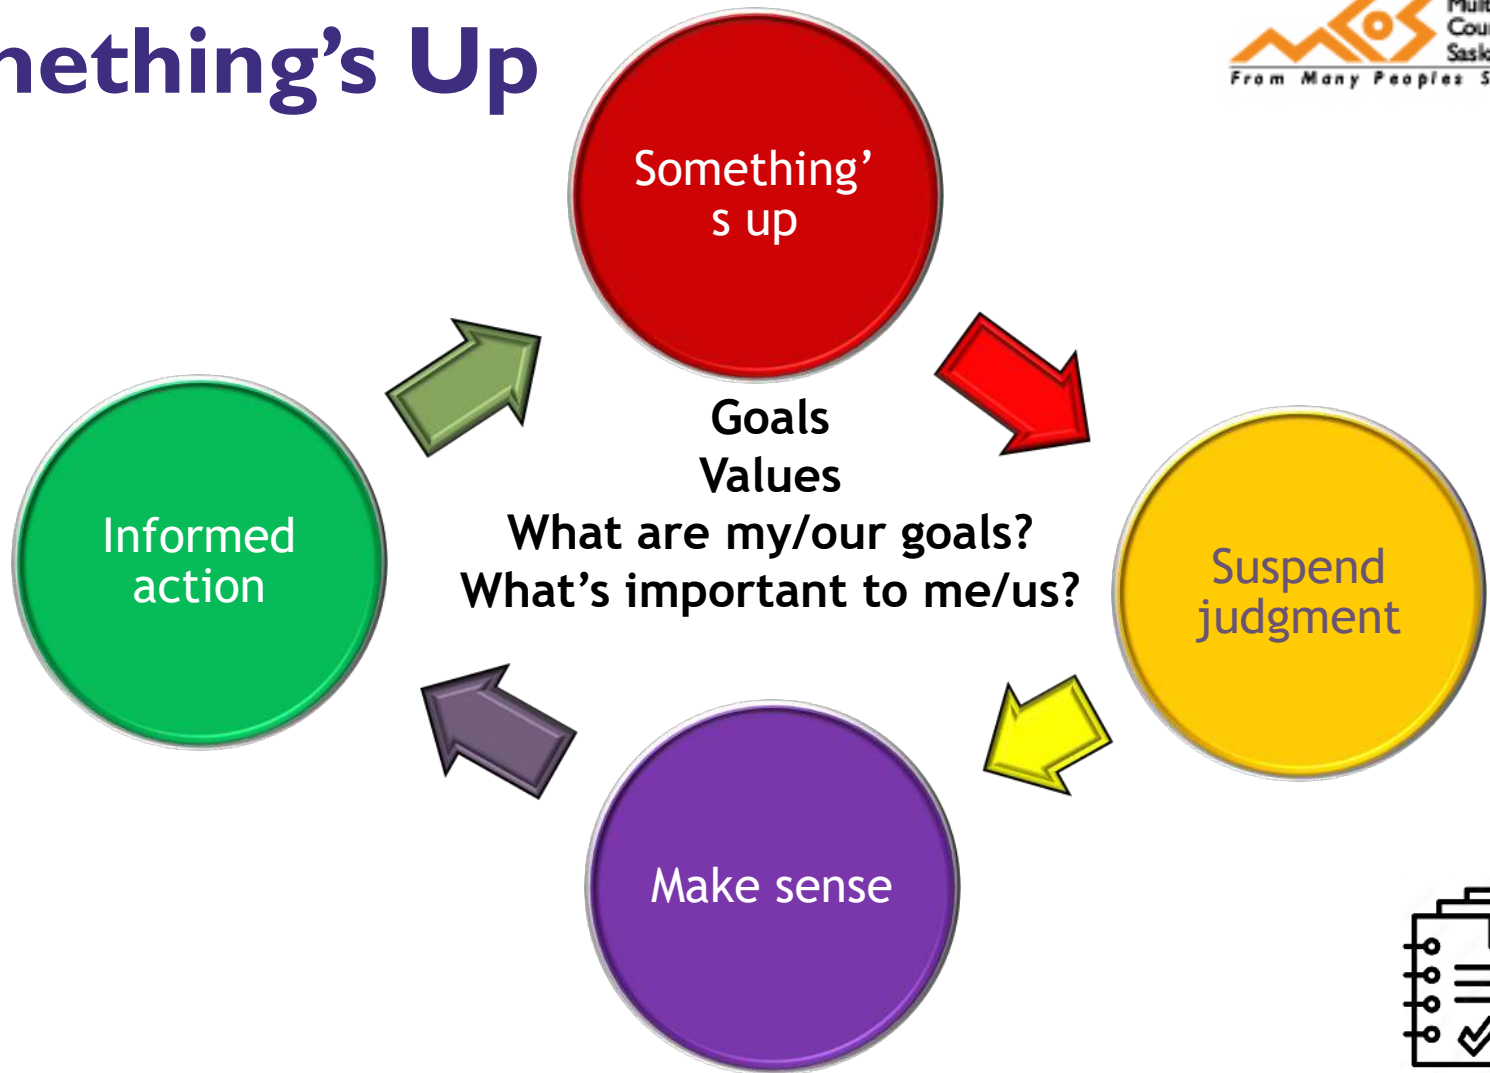 nething's Up
From Many Peoples
Something’
s up
Goals
Values
What are my/our goals?
What’s important to me/us?
Informed
action
Suspend
judgment
Make sense